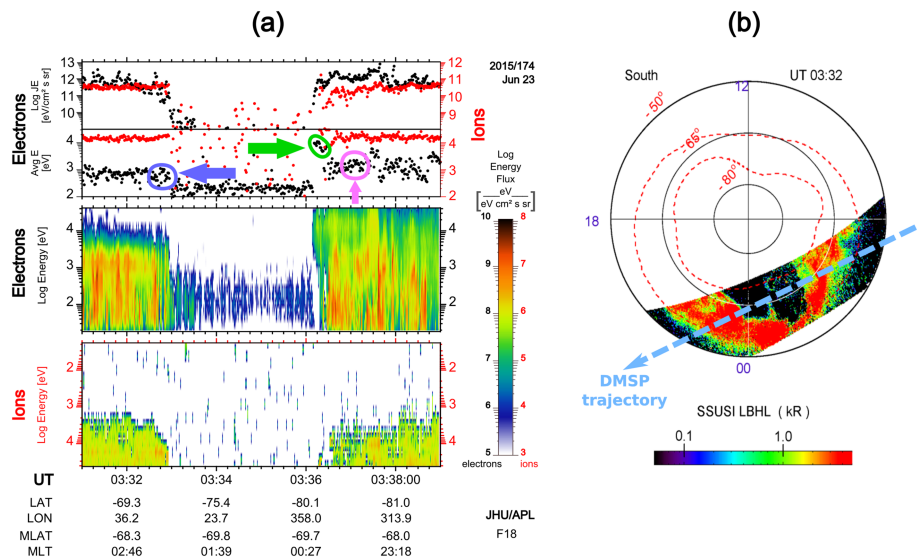 (a)
(b)
13
12
11
10
12
11
10
9
Electrons
Log JE
[eV/cm² s sr]
Ions
2015/174
Jun 23
4
3
2
4
3
2
Avg E
[eV]
Log
Energy
Flux
eV
eV cm² s sr
Electrons
Log Energy [eV]
4
3
2
4
3
2
Ions
Log Energy [eV]
2
3
4
2
3
4
10
9
8
7
6
5
8
7
6
5
4
3
electrons
ions
UT 03:32 03:34 03:36 03:38:00
LAT -69.3 -75.4 -80.1 -81.0
LON 36.2 23.7 358.0 313.9
MLAT -68.3 -69.8 -69.7 -68.0
MLT 02:46 01:39 00:27 23:18
JHU/APL
F18
South
UT 03:32
12
-50°
-65°
-80°
18
00
DMSP
trajectory
SSUSI LBHL ( kR )
0.1 1.0